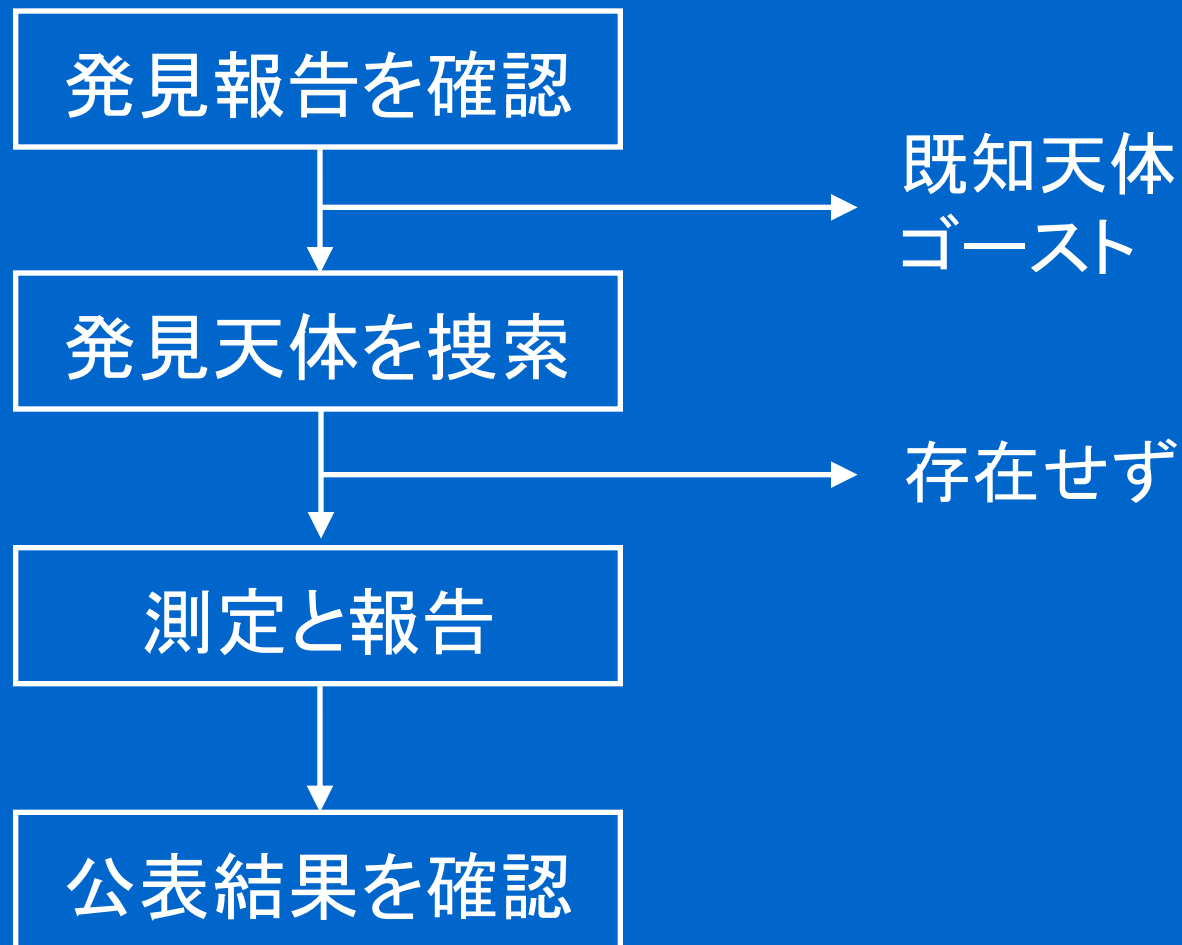 発見報告を確認
既知天体
ゴースト
発見天体を捜索
存在せず
測定と報告
公表結果を確認